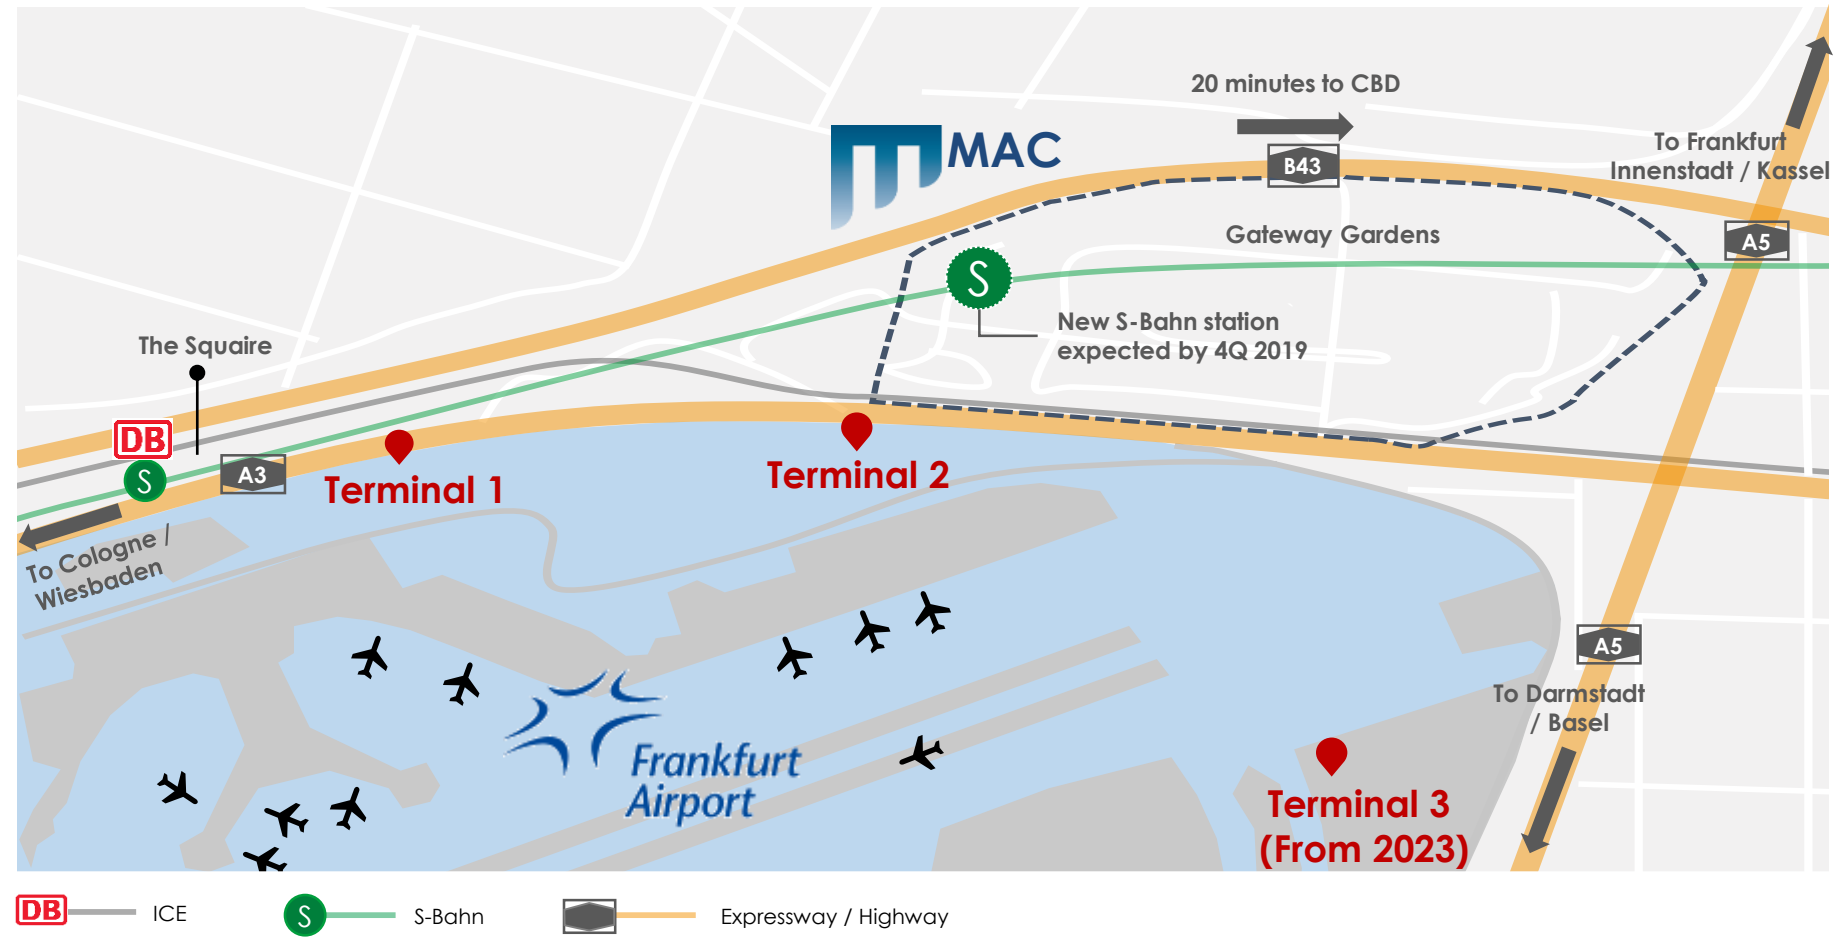 20 minutes to CBD
MAC
B43
To Frankfurt
Innenstadt / Kassel
A5
Gateway Gardens
S
New S-Bahn station
expected by 4Q 2019
The Squaire
DB
S
A3
Terminal 1
Terminal 2
To Cologne /
Wiesbaden
A5
To Darmstadt
/ Basel
Frankfurt
Airport
Terminal 3
(From 2023)
DB ICE
S S-Bahn
Expressway / Highway